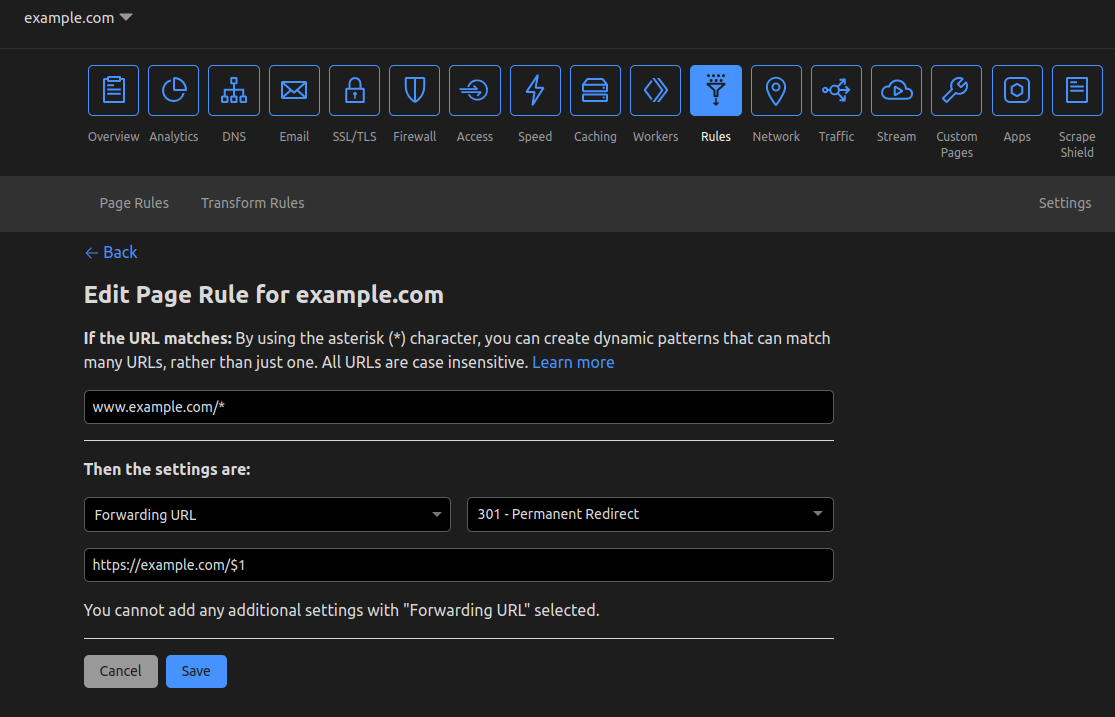 example.com
Overview Analytics DNS Email SSL/TLS Firewall Access Speed Caching Workers Rules Network Traffic Stream Custom Pages Apps Scrape Shield
Page Rules Transform Rules Settings
← Back
Edit Page Rule for example.com
If the URL matches: By using the asterisk (*) character, you can create dynamic patterns that can match
many URLs, rather than just one. All URLs are case insensitive. Learn more
www.example.com/*
Then the settings are:
Forwarding URL 301 - Permanent Redirect
https://example.com/$1
You cannot add any additional settings with "Forwarding URL" selected.
Cancel Save